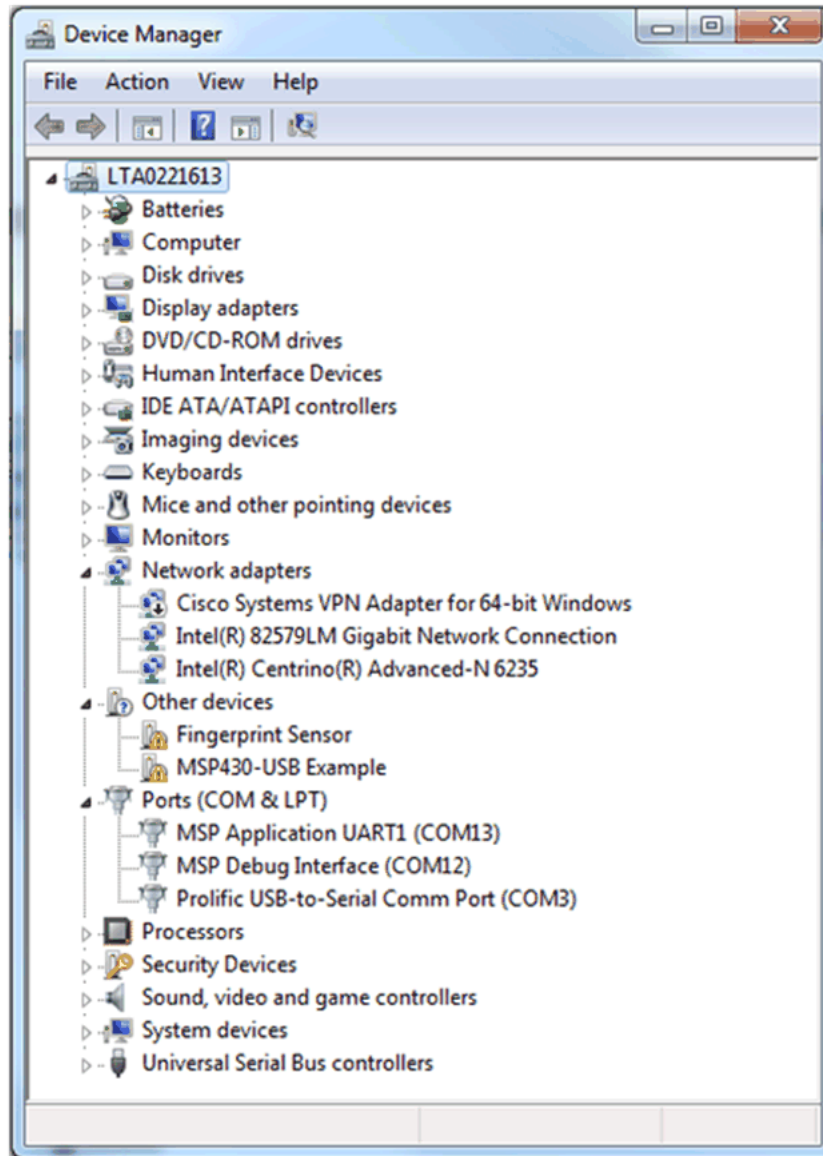 Device Manager
File Action View Help
LTA0221613
Batteries
Computer
Disk drives
Display adapters
DVD/CD-ROM drives
Human Interface Devices
IDE ATA/ATAPI controllers
Imaging devices
Keyboards
Mice and other pointing devices
Monitors
Network adapters
Cisco Systems VPN Adapter for 64-bit Windows
Intel(R) 82579LM Gigabit Network Connection
Intel(R) Centrino(R) Advanced-N 6235
Other devices
Fingerprint Sensor
MSP430-USB Example
Ports (COM & LPT)
MSP Application UART1 (COM13)
MSP Debug Interface (COM12)
Prolific USB-to-Serial Comm Port (COM3)
Processors
Security Devices
Sound, video and game controllers
System devices
Universal Serial Bus controllers